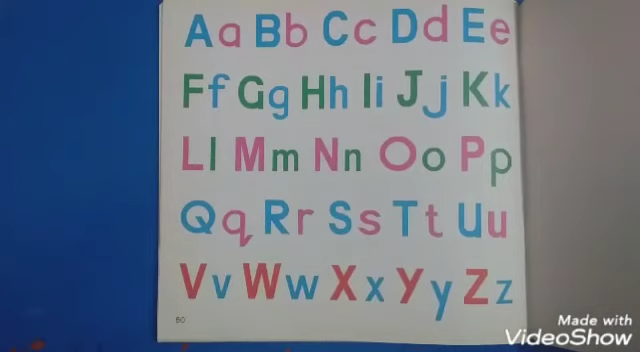 Aa Bb Cc Dd Ee
Ff Gg Hh Ii Jj Kk
Ll Mm Nn Oo Pp
Qq Rr Ss Tt Uu
Vv Ww Xx Yy Zz
60
Made with
VideoShow